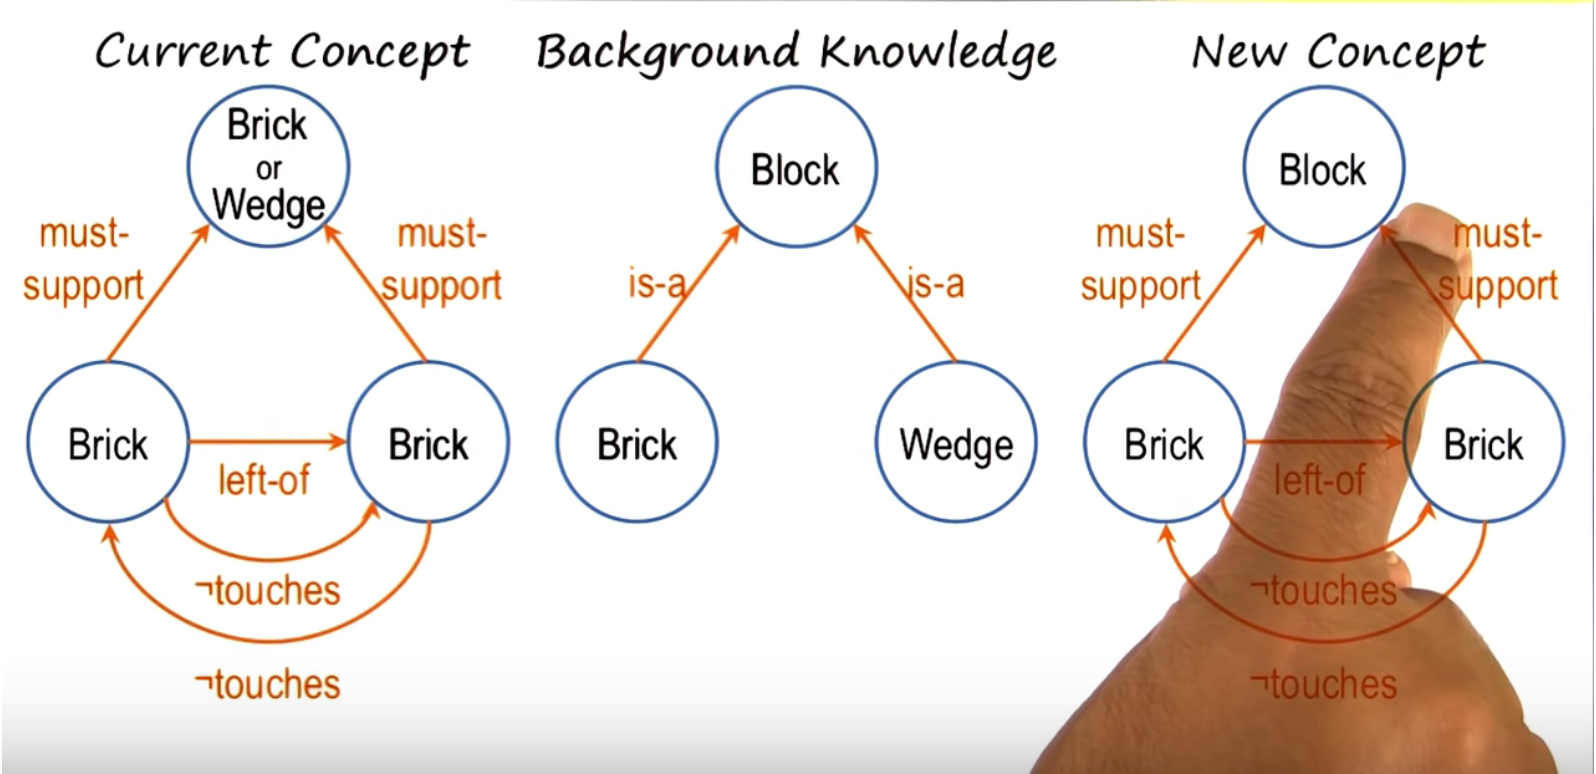 Current Concept
Brick
or
Wedge
must-
support
must-
support
Brick
left-of
Brick
¬touches
¬touches
Background Knowledge
Block
is-a
is-a
Brick
Wedge
New Concept
Block
must-
support
must-
support
Brick
left-of
Brick
¬touches
¬touches